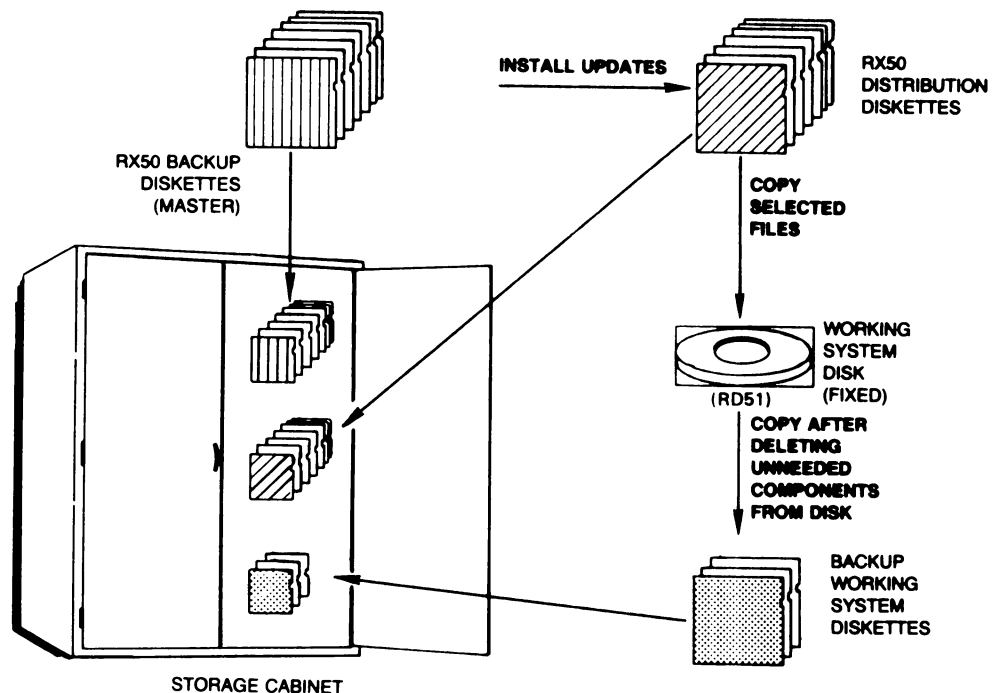 INSTALL UPDATES
RX50
DISTRIBUTION
DISKETTES
RX50 BACKUP
DISKETTES
(MASTER)
COPY
SELECTED
FILES
WORKING
SYSTEM
DISK
(FIXED)
(RD51)
COPY AFTER
DELETING
UNNEEDED
COMPONENTS
FROM DISK
BACKUP
WORKING
SYSTEM
DISKETTES
STORAGE CABINET